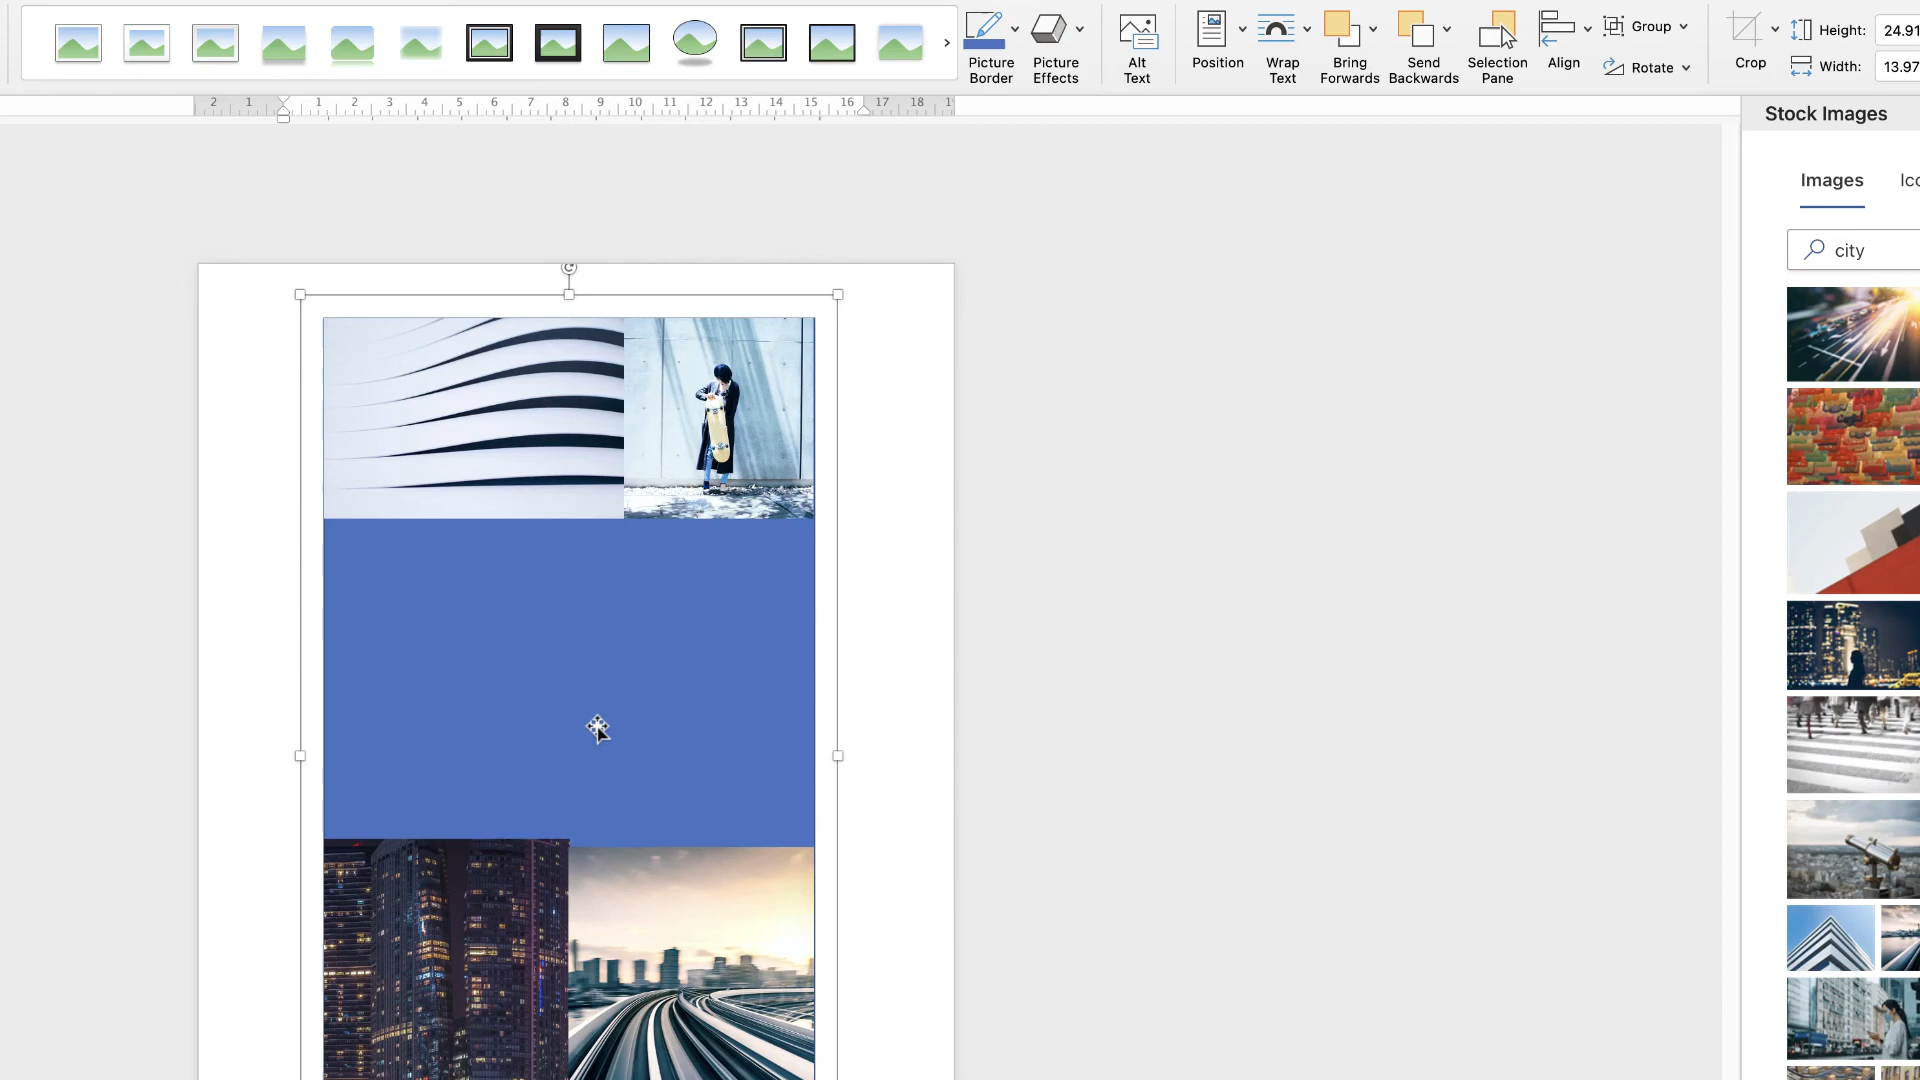 Picture Border
Picture Effects
Alt Text
Position
Wrap Text
Bring Forwards
Send Backwards
Selection Pane
Align
Group
Rotate
Crop
Height: 24.91
Width: 13.97
2 1 1 2 3 4 5 6 7 8 9 10 11 12 13 14 15 16 17 18
Stock Images
Images
city